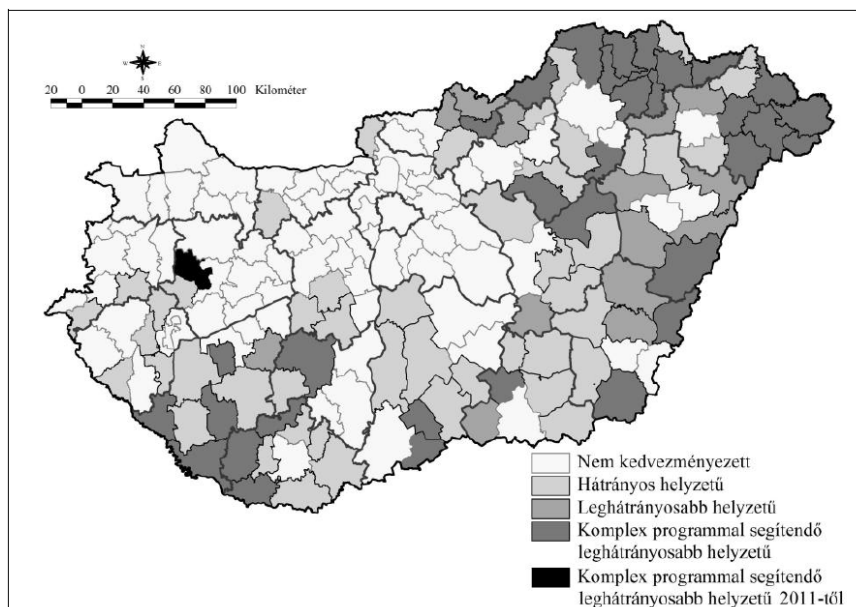 N
W E
S
20 0 20 40 60 80 100 Kilométer
Nem kedvezményezett
Hátrányos helyzetű
Leghátrányosabb helyzetű
Komplex programmal segítendő
leghátrányosabb helyzetű
Komplex programmal segítendő
leghátrányosabb helyzetű 2011-től